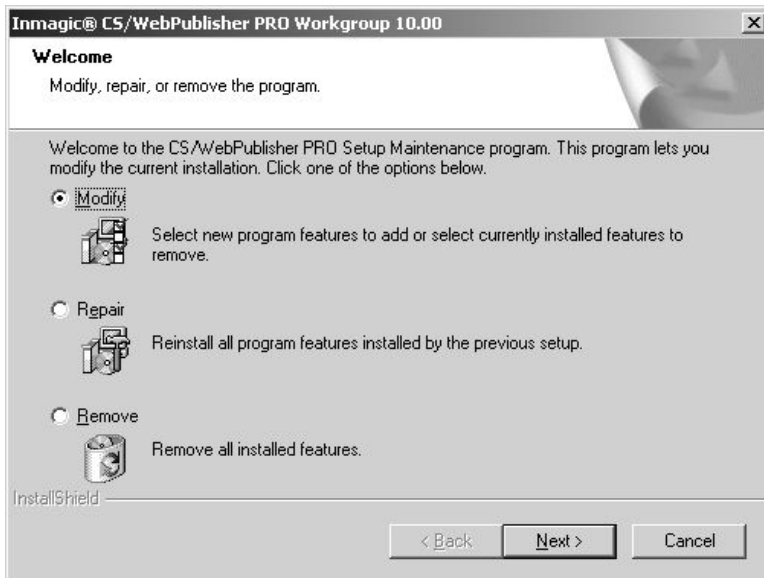 Inmagic® CS/WebPublisher PRO Workgroup 10.00
Welcome
Modify, repair, or remove the program.
Welcome to the CS/WebPublisher PRO Setup Maintenance program. This program lets you
modify the current installation. Click one of the options below.
Modify
Select new program features to add or select currently installed features to
remove.
Repair
Reinstall all program features installed by the previous setup.
Remove
Remove all installed features.
InstallShield
< Back
Next >
Cancel